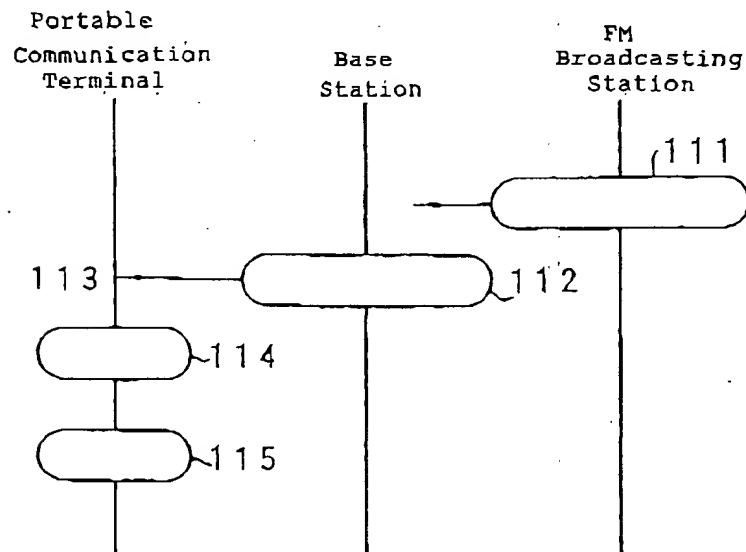 Portable
Communication
Terminal
Base
Station
FM
Broadcasting
Station
111
112
113
114
115